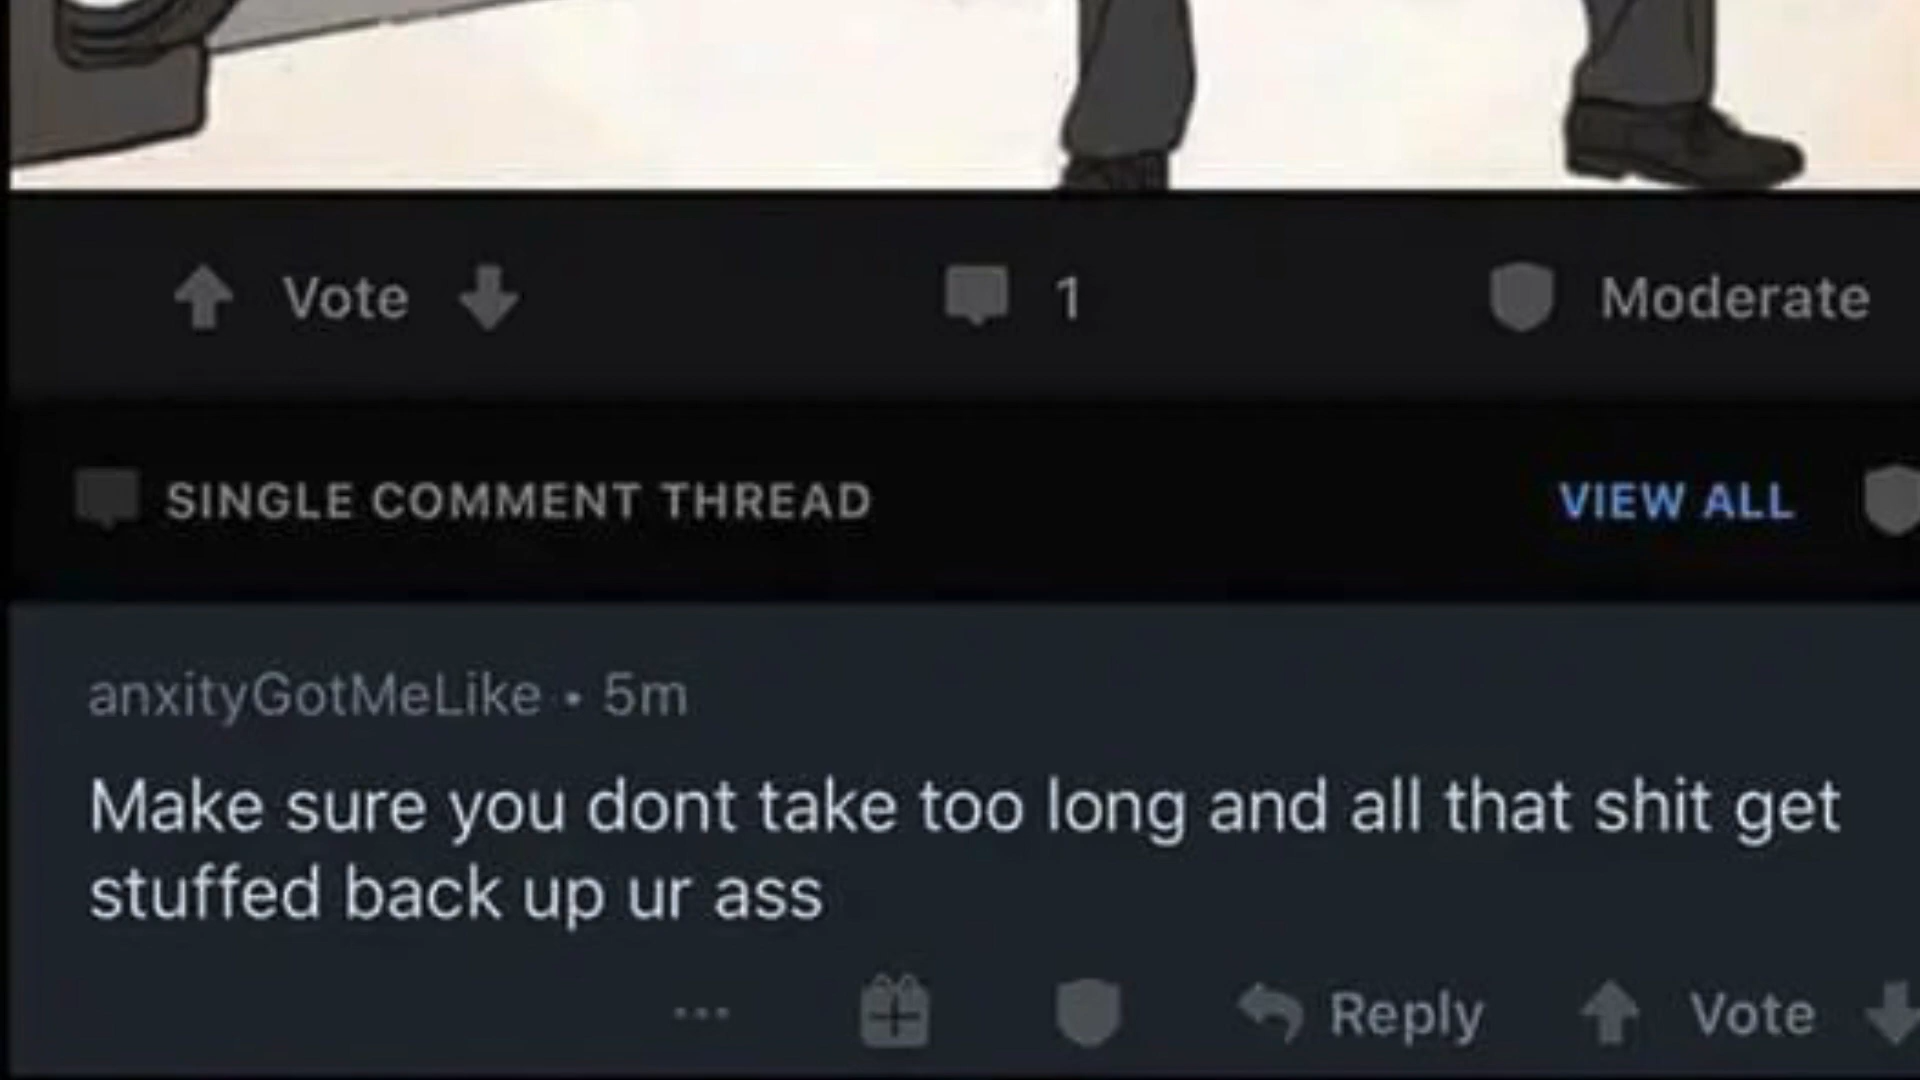 Vote
1
Moderate
SINGLE COMMENT THREAD
VIEW ALL
anxityGotMeLike • 5m
Make sure you dont take too long and all that shit get
stuffed back up ur ass
... Reply Vote